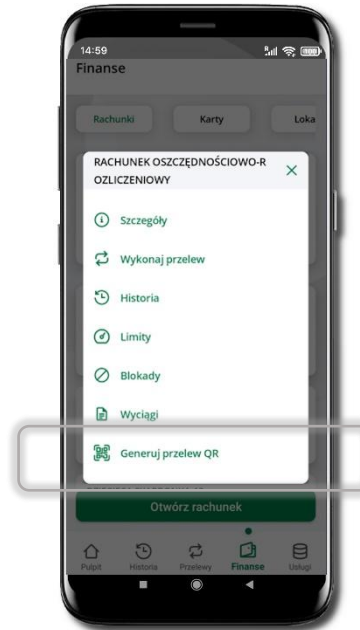 14:59
Finanse
Rachunki Karty Loka
RACHUNEK OSZCZĘDNOŚCIOWO-R
OZLICZENIOWY
Szczegóły
Wykonaj przelew
Historia
Limity
Blokady
Wyciągi
Generuj przelew QR
Otwórz rachunek
Pulpit Historia Przelewy Finanse Usługi